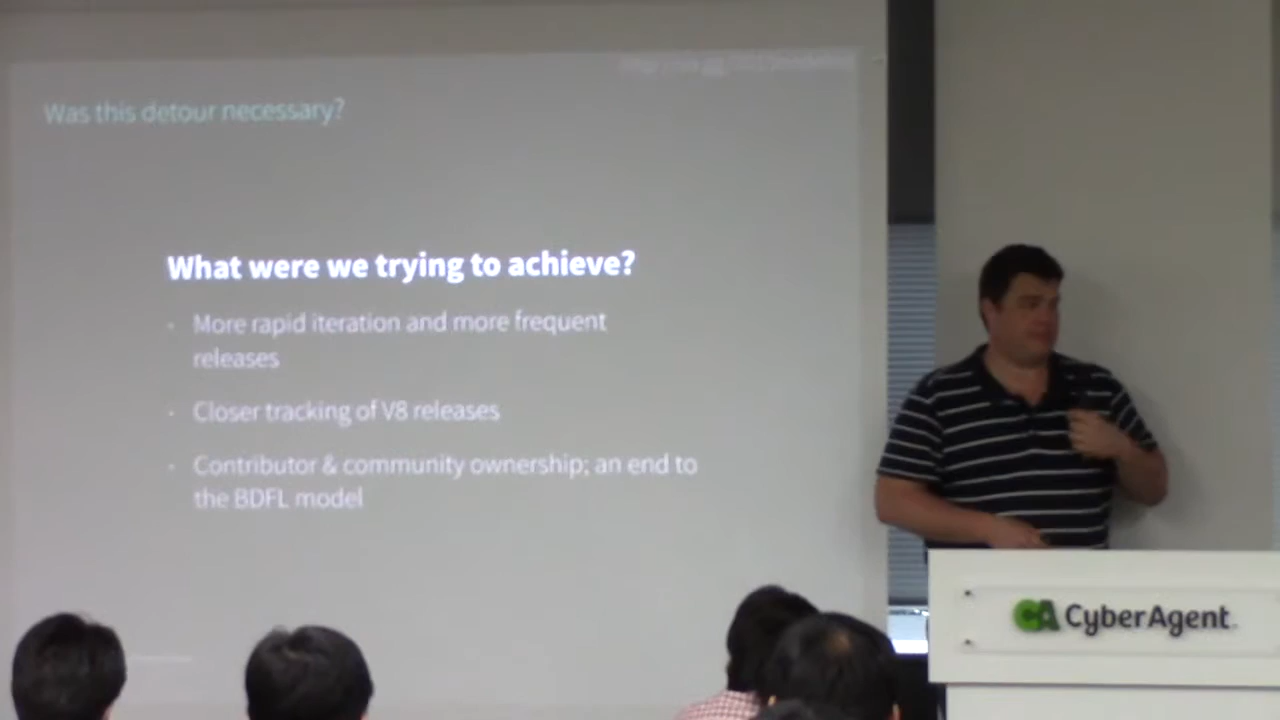 Was this detour necessary?
What were we trying to achieve?
· More rapid iteration and more frequent
releases
· Closer tracking of V8 releases
· Contributor & community ownership; an end to
the BDFL model
CA CyberAgent